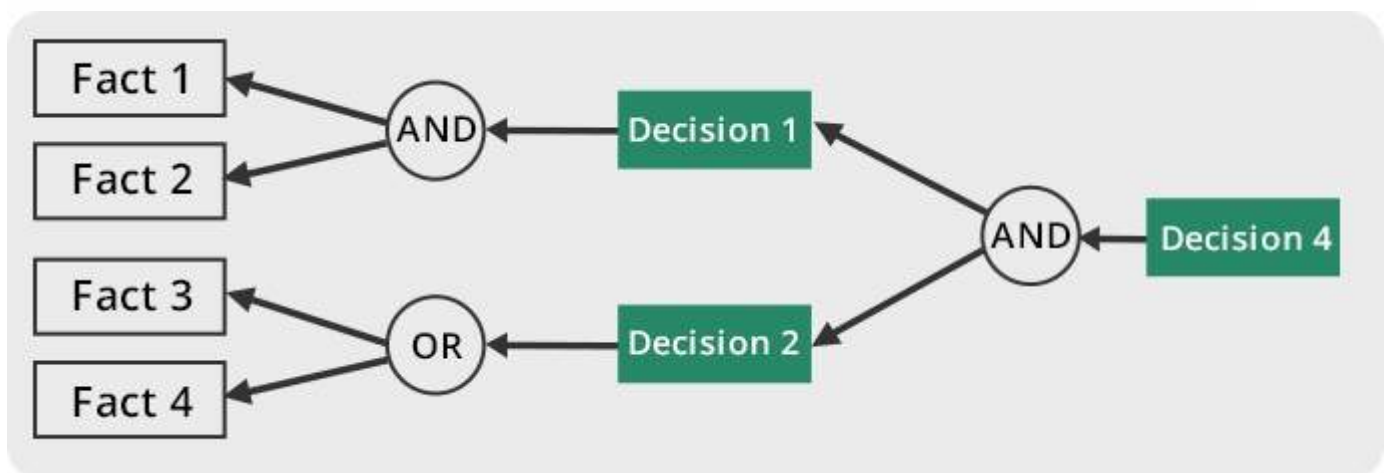 Fact 1
Fact 2
AND
Decision 1
Fact 3
Fact 4
OR
Decision 2
AND
Decision 4